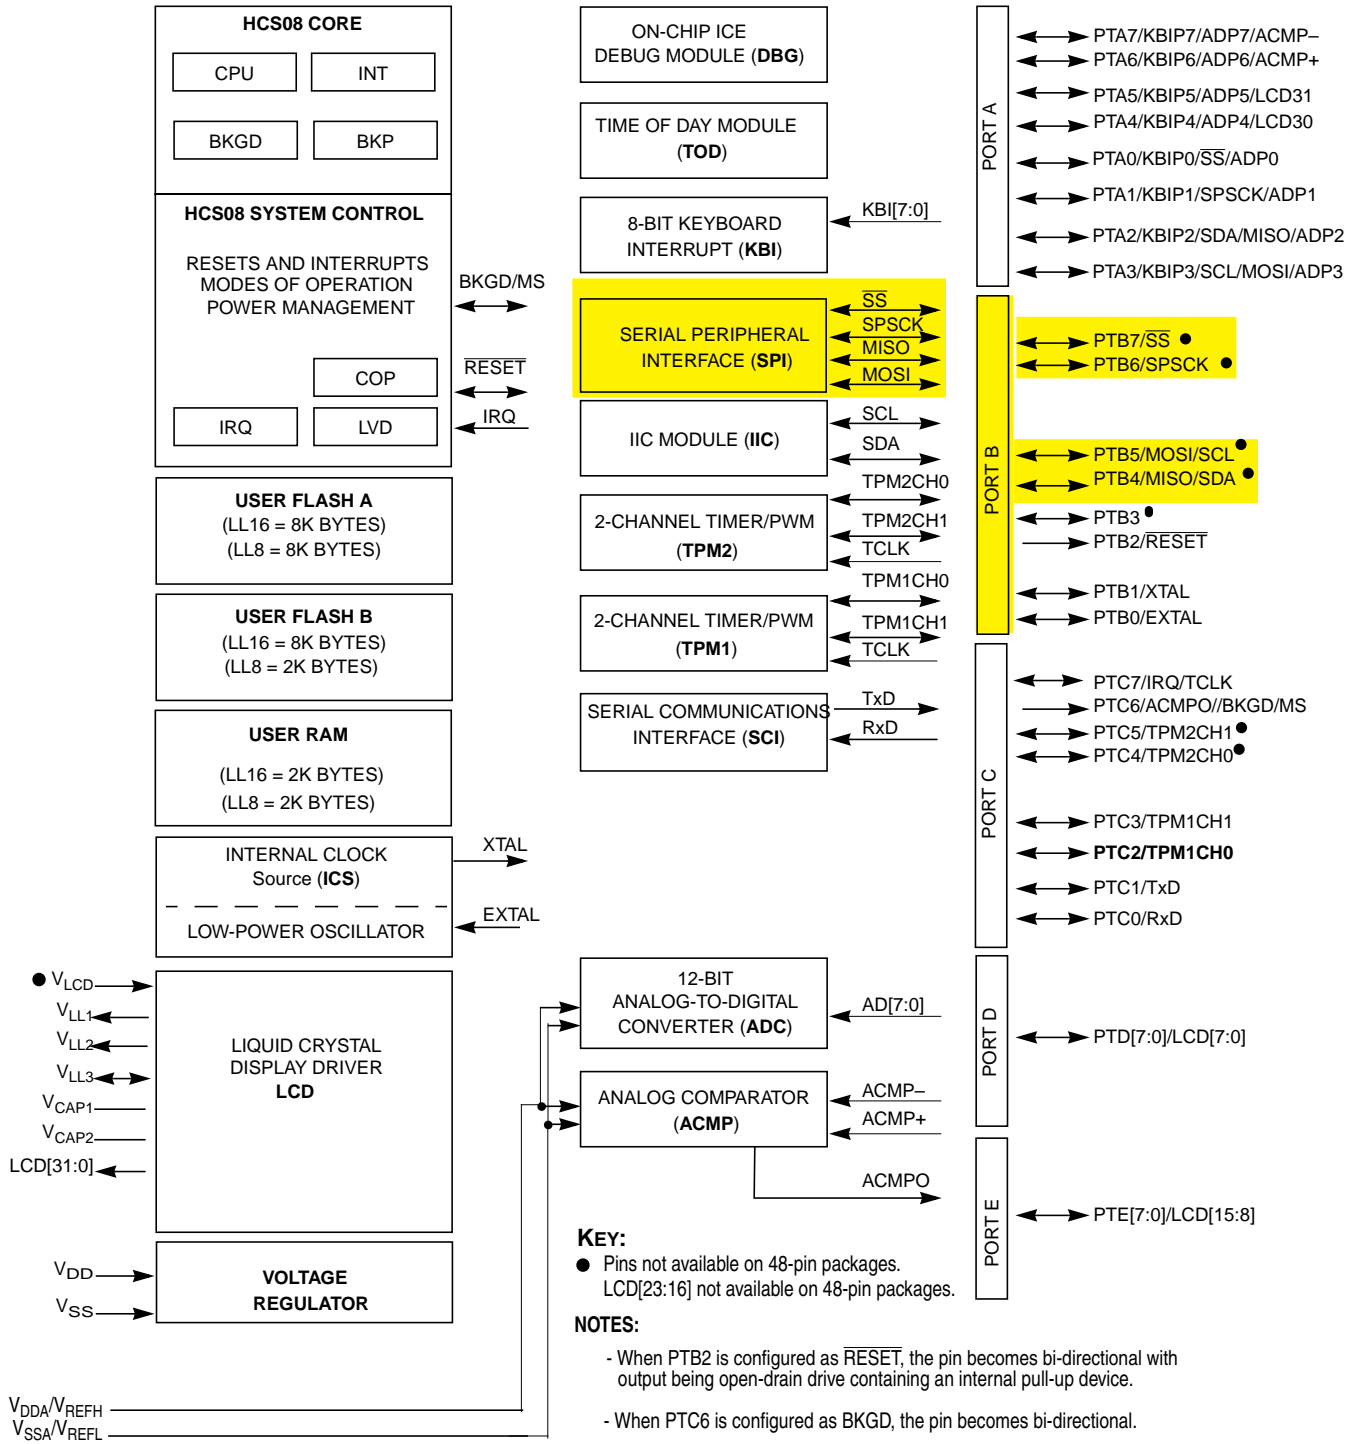 HCS08 CORE
CPU
INT
BKGD
BKP
HCS08 SYSTEM CONTROL
RESETS AND INTERRUPTS
MODES OF OPERATION
POWER MANAGEMENT
COP
IRQ
LVD
BKGD/MS
RESET
IRQ
USER FLASH A
(LL16 = 8K BYTES)
(LL8 = 8K BYTES)
USER FLASH B
(LL16 = 8K BYTES)
(LL8 = 2K BYTES)
USER RAM
(LL16 = 2K BYTES)
(LL8 = 2K BYTES)
INTERNAL CLOCK
Source (ICS)
LOW-POWER OSCILLATOR
XTAL
EXTAL
● VLCD
VLL1
VLL2
VLL3
VCAP1
VCAP2
LCD[31:0]
LIQUID CRYSTAL
DISPLAY DRIVER
LCD
VDD
VSS
VOLTAGE
REGULATOR
VDDA/VREFH
VSSA/VREFL
ON-CHIP ICE
DEBUG MODULE (DBG)
TIME OF DAY MODULE
(TOD)
8-BIT KEYBOARD
INTERRUPT (KBI)
KBI[7:0]
SERIAL PERIPHERAL
INTERFACE (SPI)
SS
SPSCK
MISO
MOSI
IIC MODULE (IIC)
SCL
SDA
2-CHANNEL TIMER/PWM
(TPM2)
TPM2CH0
TPM2CH1
TCLK
2-CHANNEL TIMER/PWM
(TPM1)
TPM1CH0
TPM1CH1
TCLK
SERIAL COMMUNICATIONS
INTERFACE (SCI)
TxD
RxD
12-BIT
ANALOG-TO-DIGITAL
CONVERTER (ADC)
AD[7:0]
ANALOG COMPARATOR
(ACMP)
ACMP–
ACMP+
ACMPO
PORT A
PTA7/KBIP7/ADP7/ACMP–
PTA6/KBIP6/ADP6/ACMP+
PTA5/KBIP5/ADP5/LCD31
PTA4/KBIP4/ADP4/LCD30
PTA0/KBIP0/SS/ADP0
PTA1/KBIP1/SPSCK/ADP1
PTA2/KBIP2/SDA/MISO/ADP2
PTA3/KBIP3/SCL/MOSI/ADP3
PORT B
PTB7/SS ●
PTB6/SPSCK ●
PTB5/MOSI/SCL ●
PTB4/MISO/SDA ●
PTB3 ●
PTB2/RESET
PTB1/XTAL
PTB0/EXTAL
PORT C
PTC7/IRQ/TCLK
PTC6/ACMPO//BKGD/MS
PTC5/TPM2CH1 ●
PTC4/TPM2CH0 ●
PTC3/TPM1CH1
PTC2/TPM1CH0
PTC1/TxD
PTC0/RxD
PORT D
PTD[7:0]/LCD[7:0]
PORT E
PTE[7:0]/LCD[15:8]
KEY:
● Pins not available on 48-pin packages.
LCD[23:16] not available on 48-pin packages.
NOTES:
- When PTB2 is configured as RESET, the pin becomes bi-directional with
output being open-drain drive containing an internal pull-up device.
- When PTC6 is configured as BKGD, the pin becomes bi-directional.